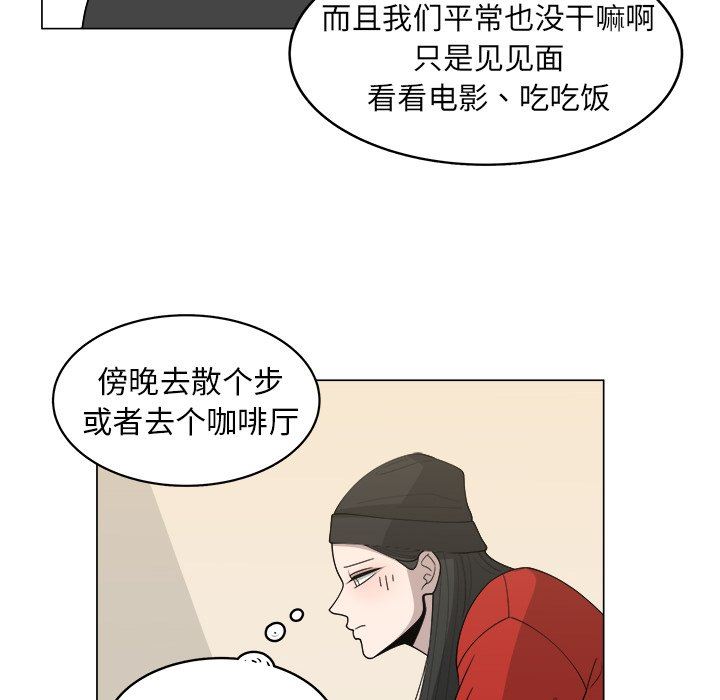 而且我们平常也没干嘛啊
只是见见面
看看电影、吃吃饭
傍晚去散个步
或者去个咖啡厅